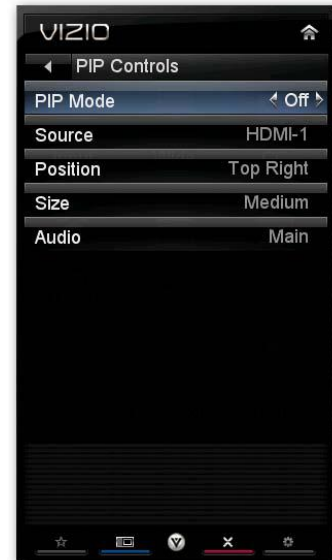 VIZIO
PIP Controls
PIP Mode Off
Source HDMI-1
Position Top Right
Size Medium
Audio Main
V